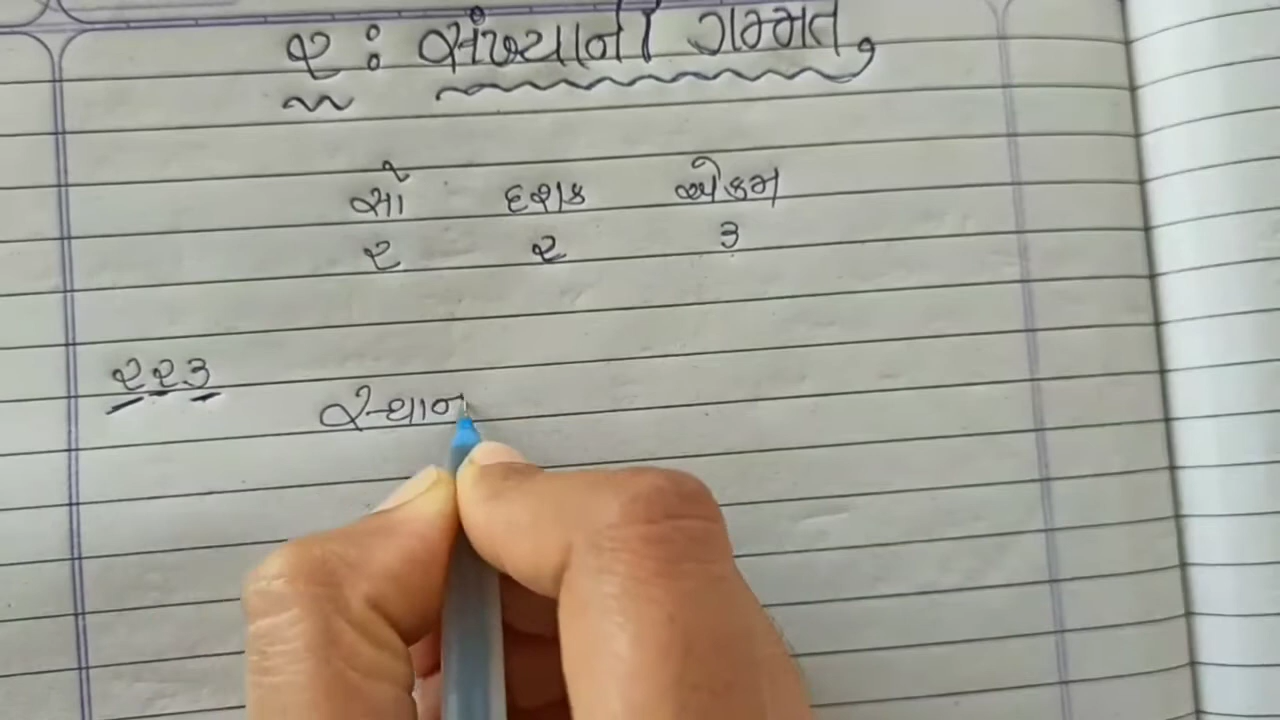 ૨ : સંખ્યાની ગમ્મત
સો દશક એકમ
૨ ૨ ૩
૨૨૩
સ્થાન